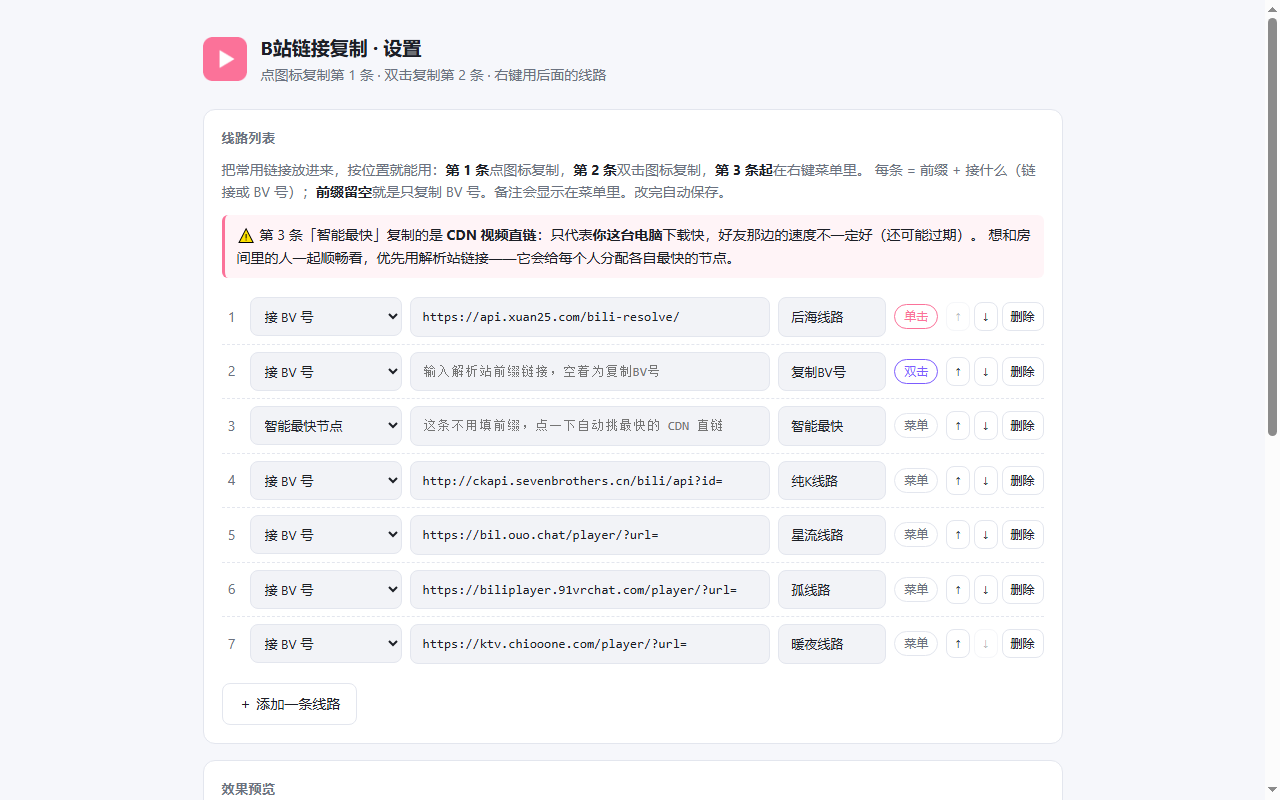 B站链接复制 · 设置
点图标复制第 1 条 · 双击复制第 2 条 · 右键用后面的线路
线路列表
把常用链接放进来，按位置就能用：第 1 条点图标复制，第 2 条双击图标复制，第 3 条起在右键菜单里。 每条 = 前缀 + 接什么（链
接或 BV 号）；前缀留空就是只复制 BV 号。备注会显示在菜单里。改完自动保存。
⚠️ 第 3 条「智能最快」复制的是 CDN 视频直链：只代表你这台电脑下载快，好友那边的速度不一定好（还可能过期）。 想和房
间里的人一起顺畅看，优先用解析站链接——它会给每个人分配各自最快的节点。
1 接 BV 号 https://api.xuan25.com/bili-resolve/ 后海线路 单击 ↑ ↓ 删除
2 接 BV 号 输入解析站前缀链接，空着为复制BV号 复制BV号 双击 ↑ ↓ 删除
3 智能最快节点 这条不用填前缀，点一下自动挑最快的 CDN 直链 智能最快 菜单 ↑ ↓ 删除
4 接 BV 号 http://ckapi.sevenbrothers.cn/bili/api?id= 纯K线路 菜单 ↑ ↓ 删除
5 接 BV 号 https://bil.ouo.chat/player/?url= 星流线路 菜单 ↑ ↓ 删除
6 接 BV 号 https://biliplayer.91vrchat.com/player/?url= 孤线路 菜单 ↑ ↓ 删除
7 接 BV 号 https://ktv.chiooone.com/player/?url= 暖夜线路 菜单 ↑ ↓ 删除
+ 添加一条线路
效果预览